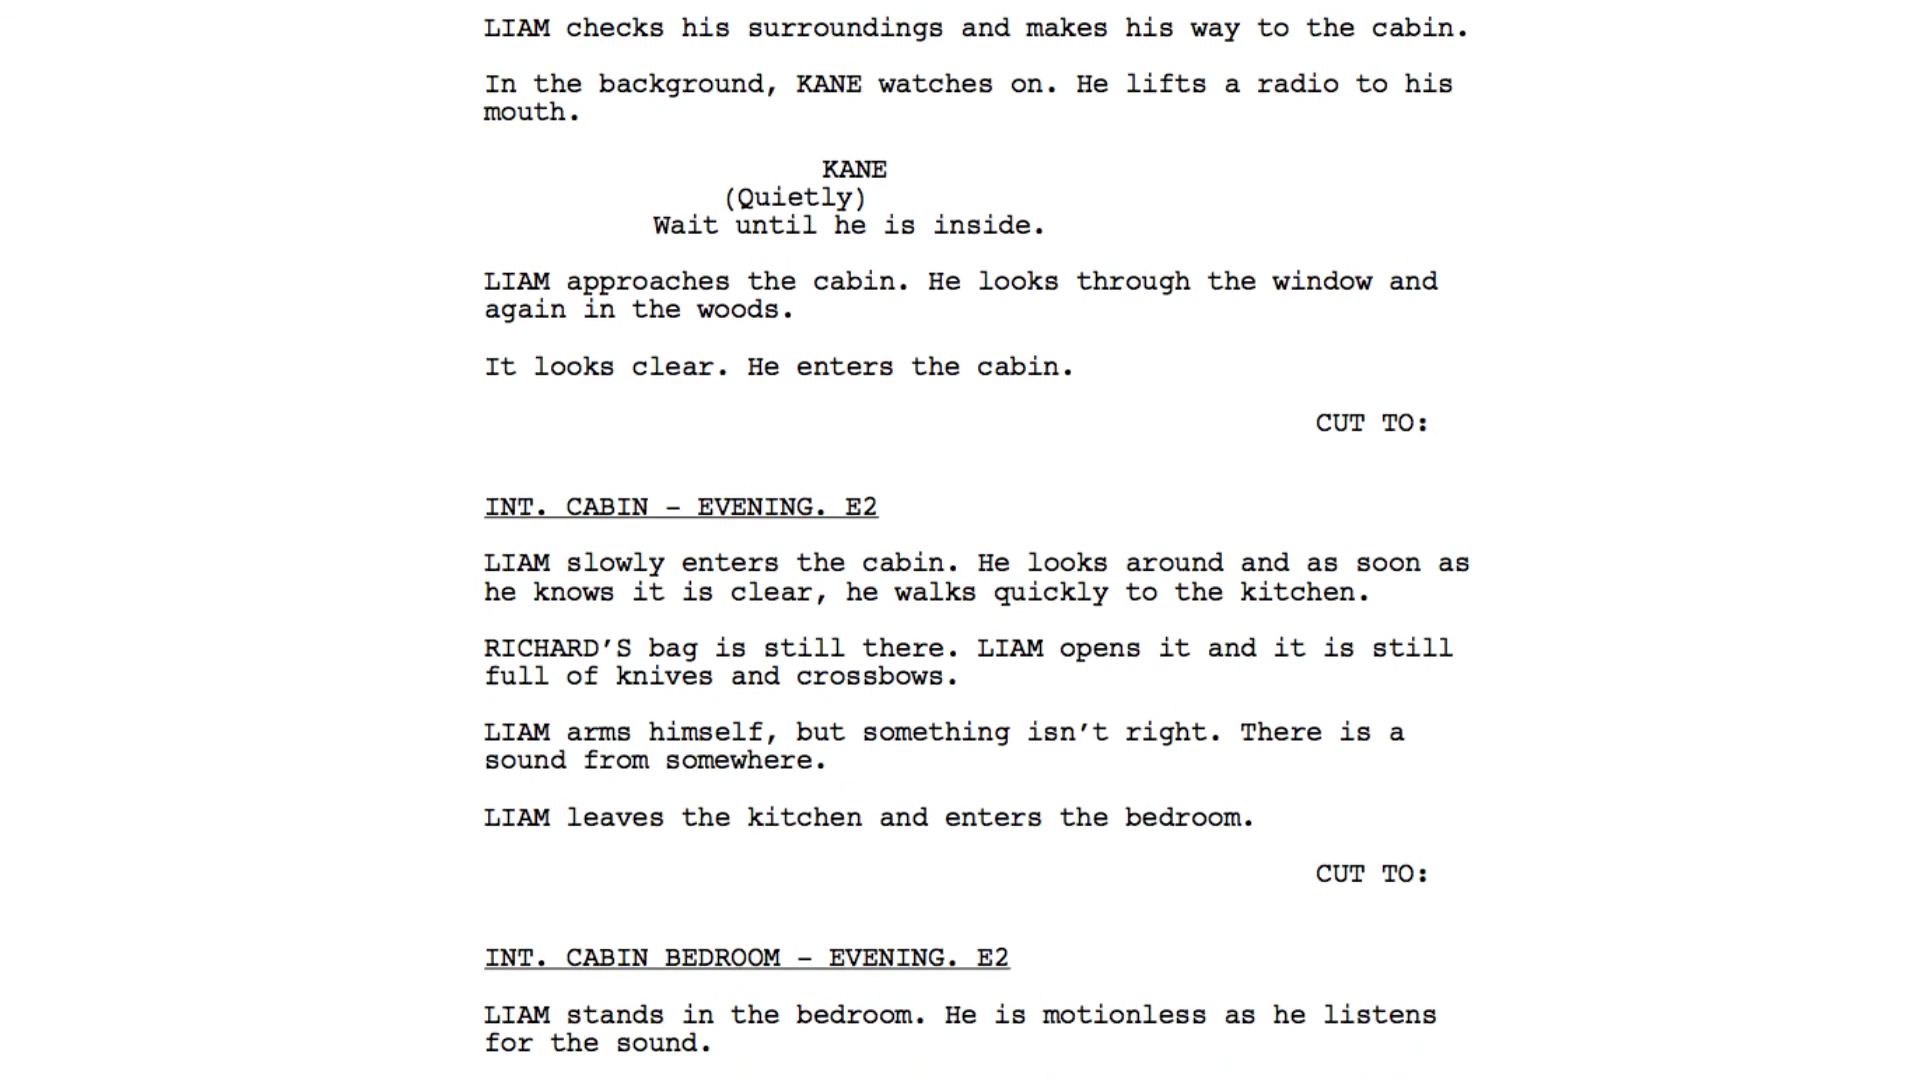 LIAM checks his surroundings and makes his way to the cabin.
In the background, KANE watches on. He lifts a radio to his
mouth.
KANE
(Quietly)
Wait until he is inside.
LIAM approaches the cabin. He looks through the window and
again in the woods.
It looks clear. He enters the cabin.
CUT TO:
INT. CABIN – EVENING. E2
LIAM slowly enters the cabin. He looks around and as soon as
he knows it is clear, he walks quickly to the kitchen.
RICHARD’S bag is still there. LIAM opens it and it is still
full of knives and crossbows.
LIAM arms himself, but something isn’t right. There is a
sound from somewhere.
LIAM leaves the kitchen and enters the bedroom.
CUT TO:
INT. CABIN BEDROOM – EVENING. E2
LIAM stands in the bedroom. He is motionless as he listens
for the sound.